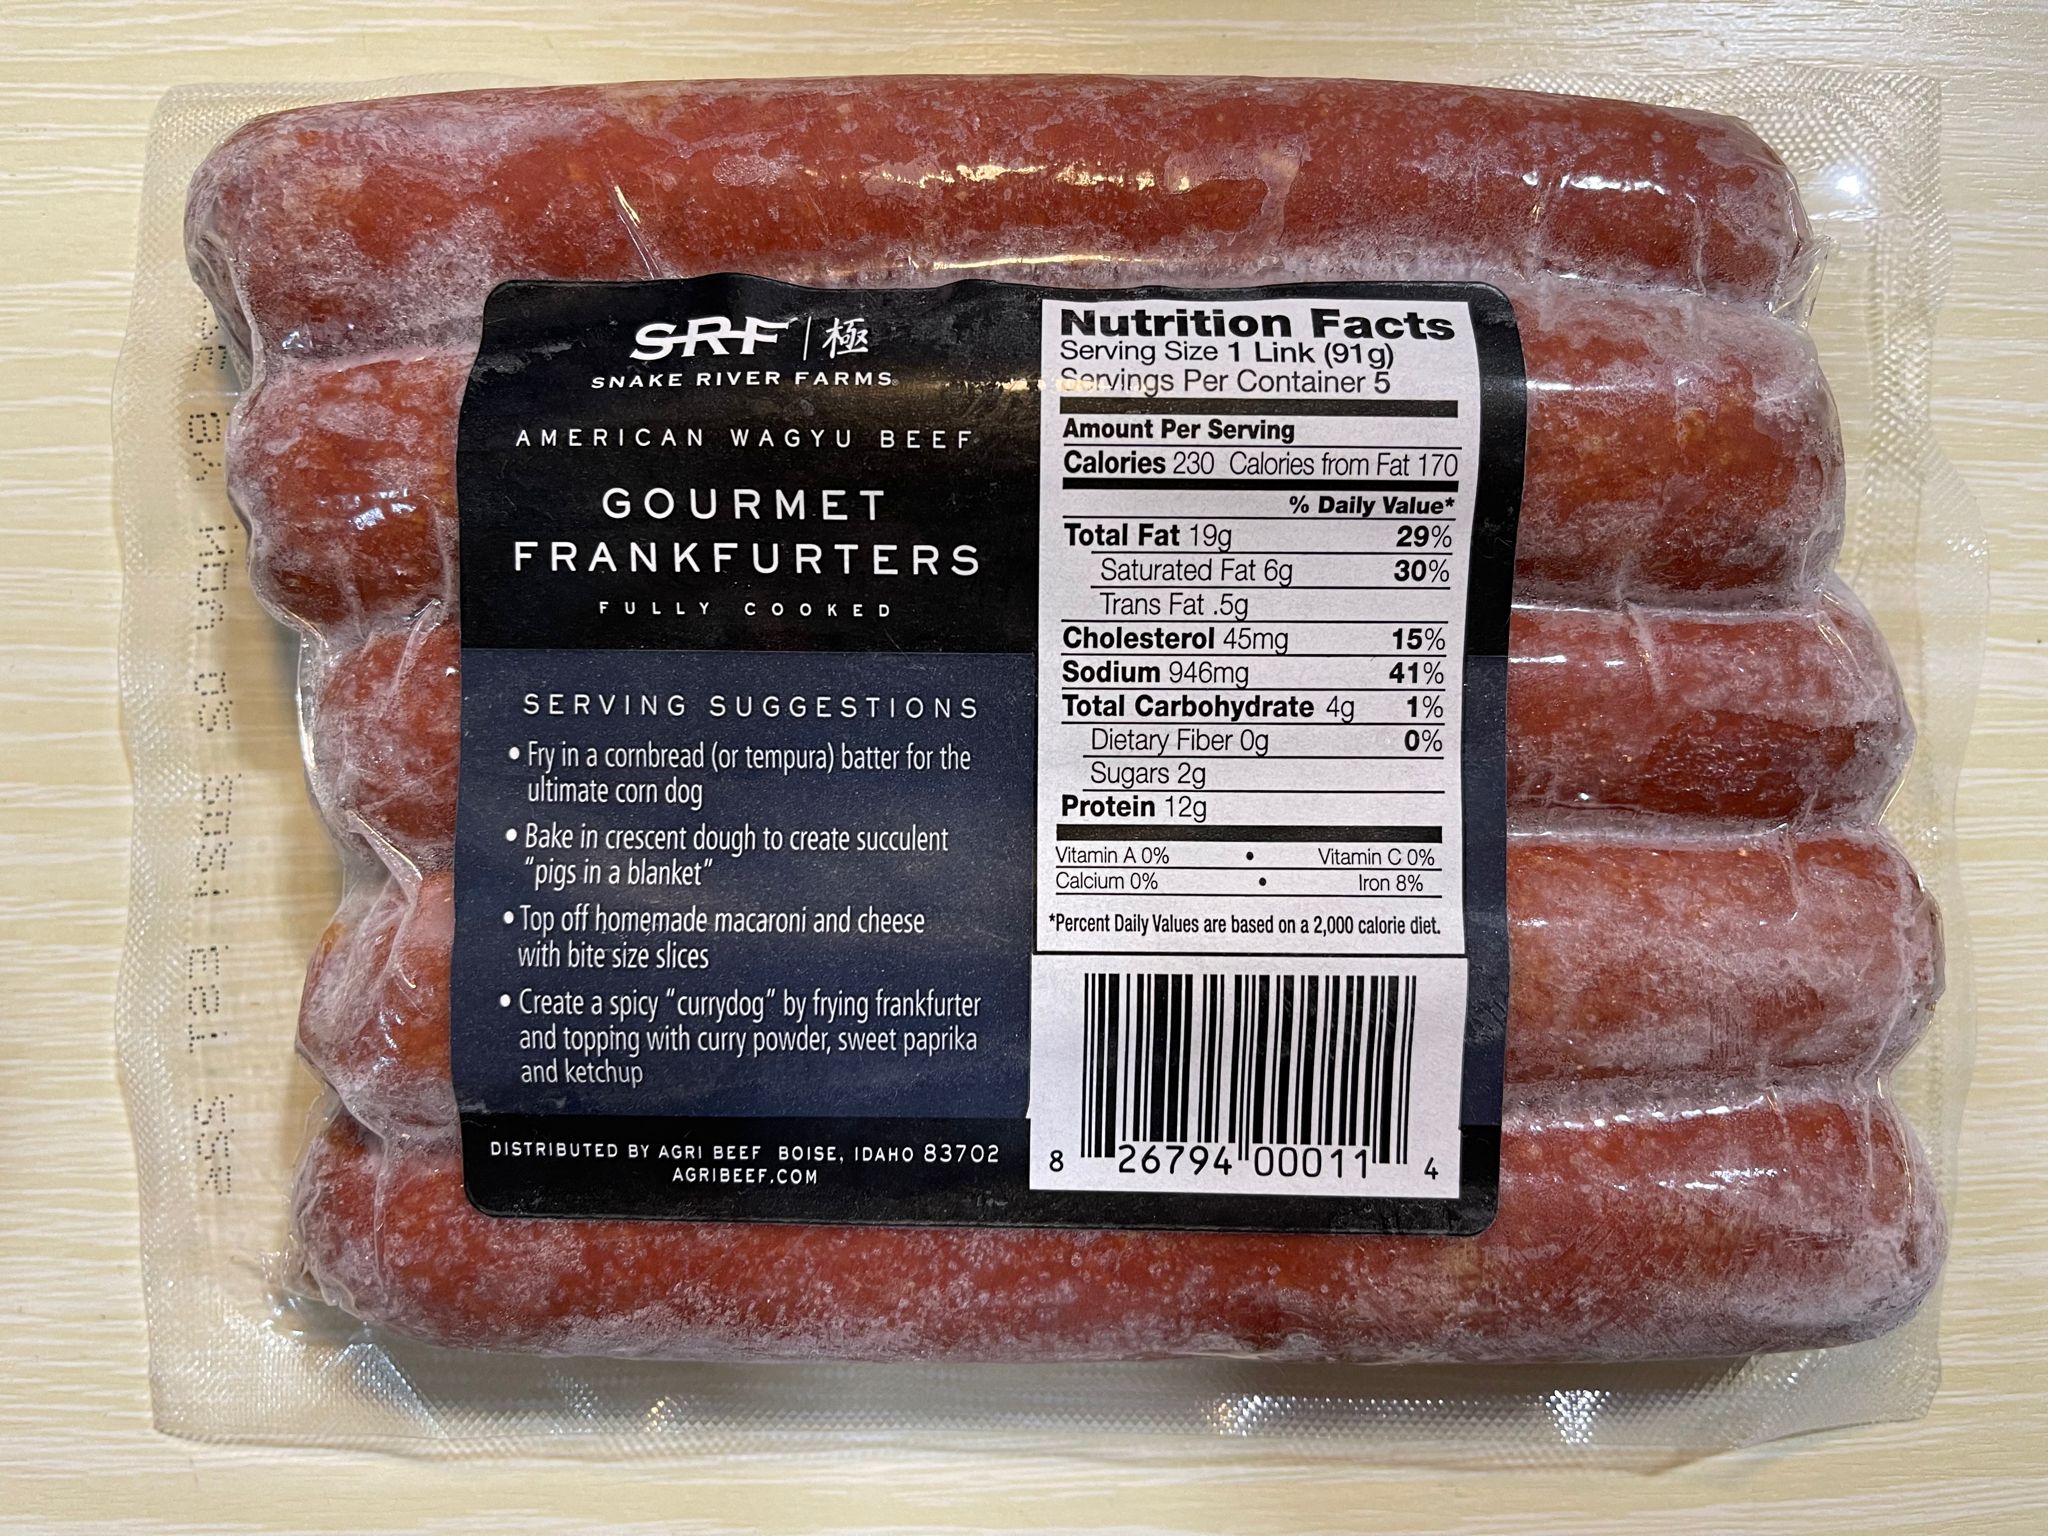 SRF | 極
SNAKE RIVER FARMS®
AMERICAN WAGYU BEEF
GOURMET
FRANKFURTERS
FULLY COOKED
SERVING SUGGESTIONS
• Fry in a cornbread (or tempura) batter for the
ultimate corn dog
• Bake in crescent dough to create succulent
"pigs in a blanket"
• Top off homemade macaroni and cheese
with bite size slices
• Create a spicy "currydog" by frying frankfurter
and topping with curry powder, sweet paprika
and ketchup
DISTRIBUTED BY AGRI BEEF BOISE, IDAHO 83702
AGRIBEEF.COM
Nutrition Facts
Serving Size 1 Link (91g)
Servings Per Container 5
Amount Per Serving
Calories 230 Calories from Fat 170
% Daily Value*
Total Fat 19g 29%
Saturated Fat 6g 30%
Trans Fat .5g
Cholesterol 45mg 15%
Sodium 946mg 41%
Total Carbohydrate 4g 1%
Dietary Fiber 0g 0%
Sugars 2g
Protein 12g
Vitamin A 0% • Vitamin C 0%
Calcium 0% • Iron 8%
*Percent Daily Values are based on a 2,000 calorie diet.
8 26794 00011 4